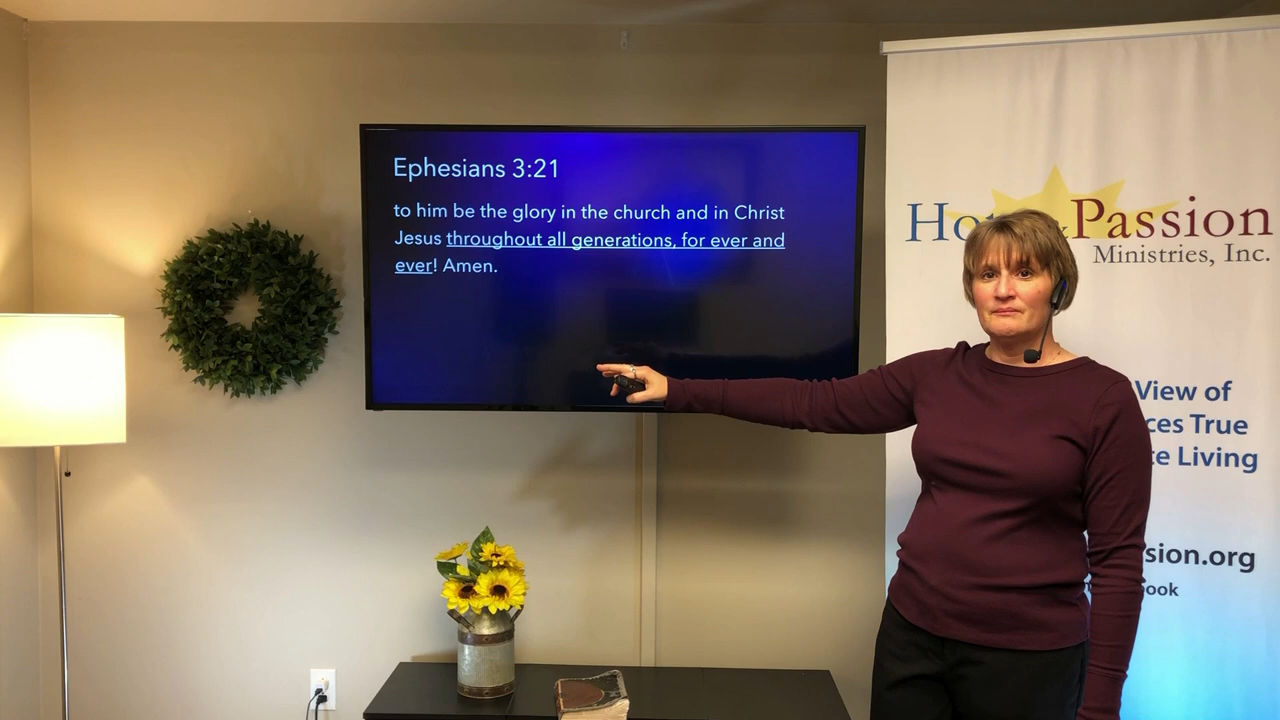 Ephesians 3:21
to him be the glory in the church and in Christ
Jesus throughout all generations, for ever and
ever! Amen.
&Passion
Ministries, Inc.
View of
True
Living
sion.org
ook